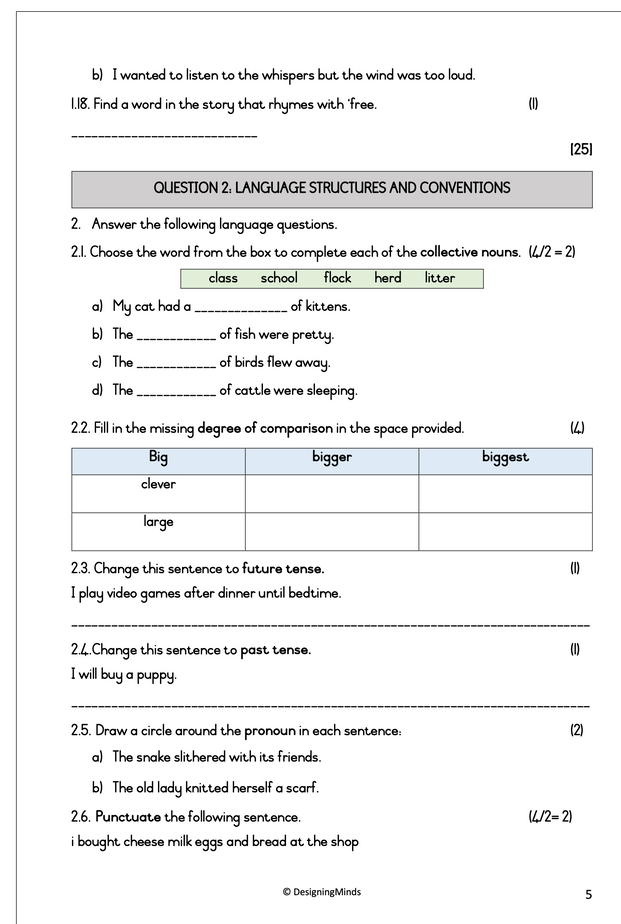 b) I wanted to listen to the whispers but the wind was too loud.
1.18. Find a word in the story that rhymes with 'free. (1)
____________________________
[25]
QUESTION 2: LANGUAGE STRUCTURES AND CONVENTIONS
2. Answer the following language questions.
2.1. Choose the word from the box to complete each of the collective nouns. (4/2 = 2)
class school flock herd litter
a) My cat had a ______________ of kittens.
b) The ____________ of fish were pretty.
c) The ____________ of birds flew away.
d) The ____________ of cattle were sleeping.
2.2. Fill in the missing degree of comparison in the space provided. (4)
Big bigger biggest
clever
large
2.3. Change this sentence to future tense. (1)
I play video games after dinner until bedtime.
______________________________________________________________________________
2.4.Change this sentence to past tense. (1)
I will buy a puppy.
______________________________________________________________________________
2.5. Draw a circle around the pronoun in each sentence: (2)
a) The snake slithered with its friends.
b) The old lady knitted herself a scarf.
2.6. Punctuate the following sentence. (4/2= 2)
i bought cheese milk eggs and bread at the shop
© DesigningMinds 5